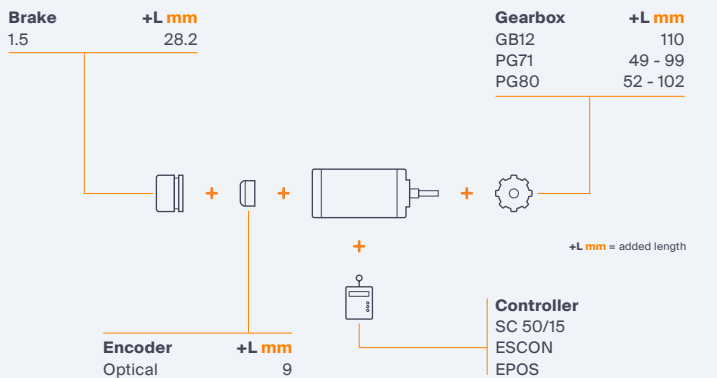 Brake +L mm
1.5 28.2
Gearbox +L mm
GB12 110
PG71 49 - 99
PG80 52 - 102
+L mm = added length
Encoder +L mm
Optical 9
Controller
SC 50/15
ESCON
EPOS